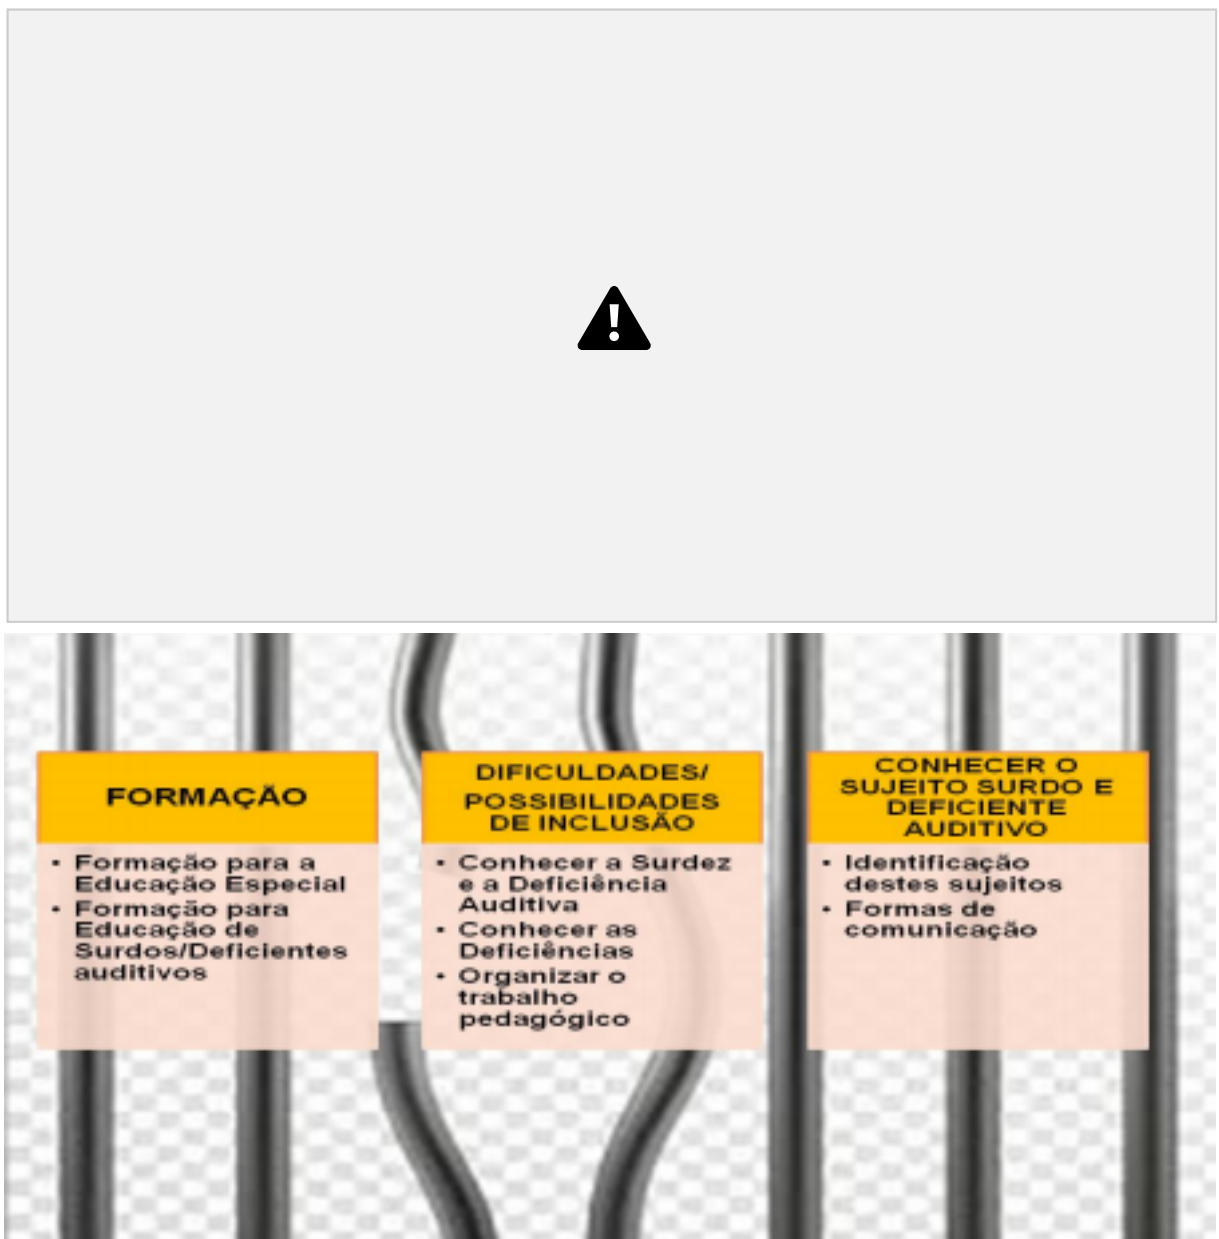 FORMAÇÃO
• Formação para a
Educação Especial
• Formação para
Educação de
Surdos/Deficientes
auditivos
DIFICULDADES/
POSSIBILIDADES
DE INCLUSÃO
• Conhecer a Surdez
e a Deficiência
Auditiva
• Conhecer as
Deficiências
• Organizar o
trabalho
pedagógico
CONHECER O
SUJEITO SURDO E
DEFICIENTE
AUDITIVO
• Identificação
destes sujeitos
• Formas de
comunicação